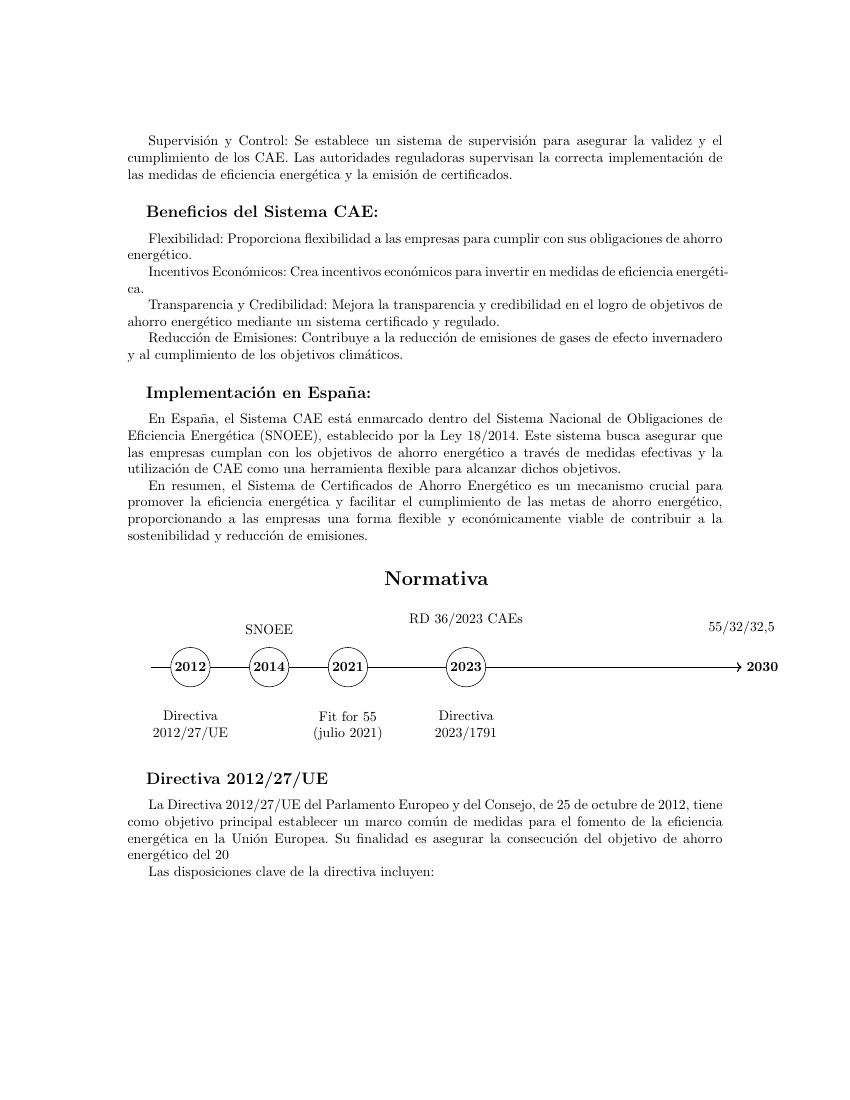 Supervisión y Control: Se establece un sistema de supervisión para asegurar la validez y el
cumplimiento de los CAE. Las autoridades reguladoras supervisan la correcta implementación de
las medidas de eficiencia energética y la emisión de certificados.
Beneficios del Sistema CAE:
Flexibilidad: Proporciona flexibilidad a las empresas para cumplir con sus obligaciones de ahorro
energético.
Incentivos Económicos: Crea incentivos económicos para invertir en medidas de eficiencia energéti-
ca.
Transparencia y Credibilidad: Mejora la transparencia y credibilidad en el logro de objetivos de
ahorro energético mediante un sistema certificado y regulado.
Reducción de Emisiones: Contribuye a la reducción de emisiones de gases de efecto invernadero
y al cumplimiento de los objetivos climáticos.
Implementación en España:
En España, el Sistema CAE está enmarcado dentro del Sistema Nacional de Obligaciones de
Eficiencia Energética (SNOEE), establecido por la Ley 18/2014. Este sistema busca asegurar que
las empresas cumplan con los objetivos de ahorro energético a través de medidas efectivas y la
utilización de CAE como una herramienta flexible para alcanzar dichos objetivos.
En resumen, el Sistema de Certificados de Ahorro Energético es un mecanismo crucial para
promover la eficiencia energética y facilitar el cumplimiento de las metas de ahorro energético,
proporcionando a las empresas una forma flexible y económicamente viable de contribuir a la
sostenibilidad y reducción de emisiones.
Normativa
RD 36/2023 CAEs
SNOEE
55/32/32,5
2012
2014
2021
2023
2030
Directiva
2012/27/UE
Fit for 55
(julio 2021)
Directiva
2023/1791
Directiva 2012/27/UE
La Directiva 2012/27/UE del Parlamento Europeo y del Consejo, de 25 de octubre de 2012, tiene
como objetivo principal establecer un marco común de medidas para el fomento de la eficiencia
energética en la Unión Europea. Su finalidad es asegurar la consecución del objetivo de ahorro
energético del 20
Las disposiciones clave de la directiva incluyen: